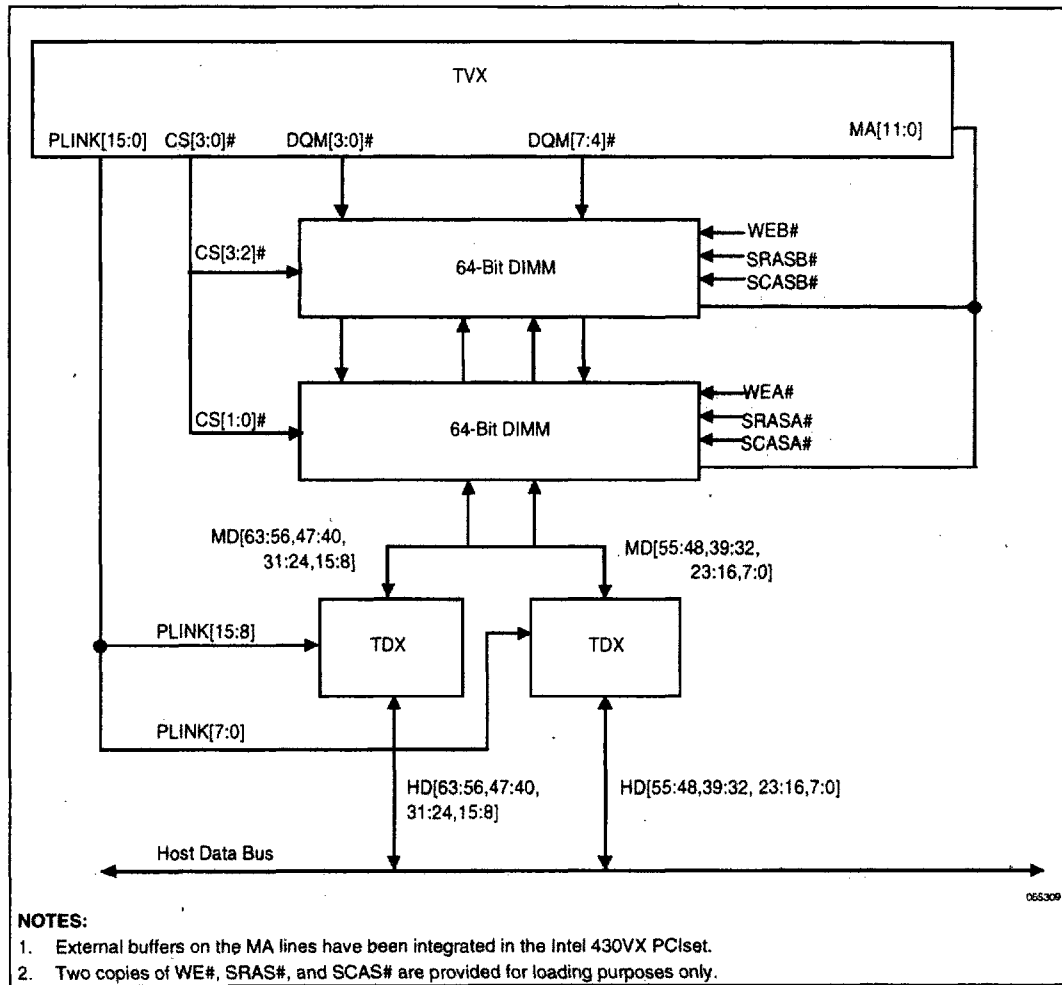 TVX
PLINK[15:0] CS[3:0]# DQM[3:0]# DQM[7:4]# MA[11:0]
CS[3:2]#
64-Bit DIMM
WEB#
SRASB#
SCASB#
CS[1:0]#
64-Bit DIMM
WEA#
SRASA#
SCASA#
MD[63:56,47:40,
31:24,15:8]
MD[55:48,39:32,
23:16,7:0]
PLINK[15:8]
TDX
TDX
PLINK[7:0]
HD[63:56,47:40,
31:24,15:8]
HD[55:48,39:32, 23:16,7:0]
Host Data Bus
055309
NOTES:
1. External buffers on the MA lines have been integrated in the Intel 430VX PCIset.
2. Two copies of WE#, SRAS#, and SCAS# are provided for loading purposes only.